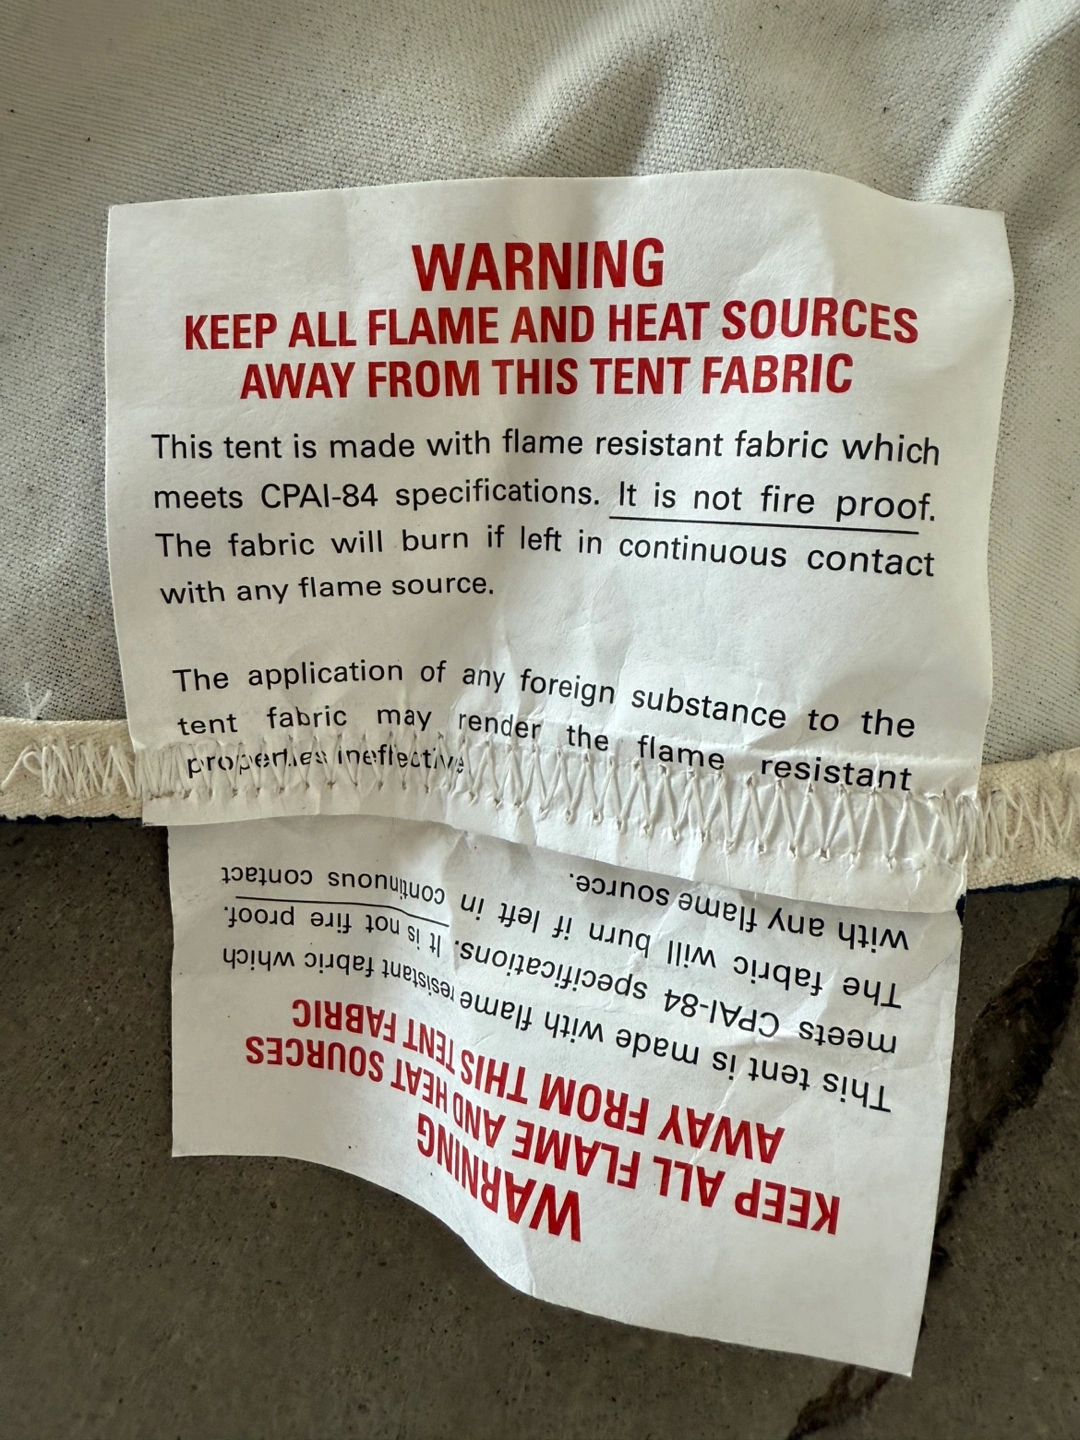 WARNING
KEEP ALL FLAME AND HEAT SOURCES
AWAY FROM THIS TENT FABRIC
This tent is made with flame resistant fabric which
meets CPAI-84 specifications. It is not fire proof.
The fabric will burn if left in continuous contact
with any flame source.
The application of any foreign substance to the
tent fabric may render the flame resistant
properties ineffective
WARNING
KEEP ALL FLAME AND HEAT SOURCES
AWAY FROM THIS TENT FABRIC
This tent is made with flame resistant fabric which
meets CPAI-84 specifications. It is not fire proof.
The fabric will burn if left in continuous contact
with any flame source.